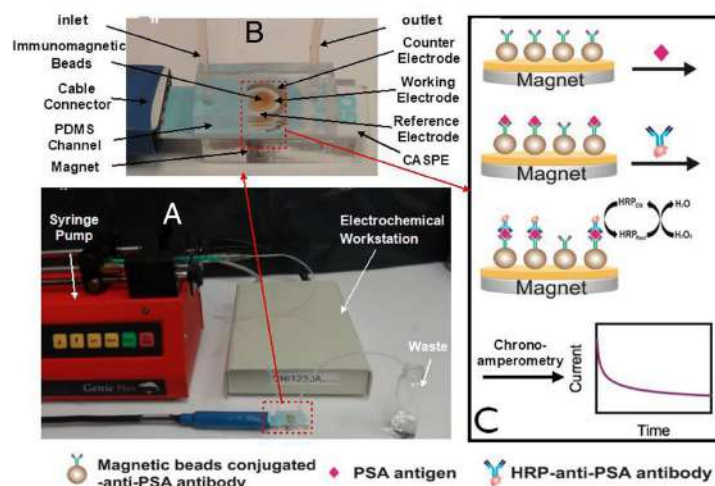 inlet
B
outlet
Immunomagnetic
Beads
Counter
Electrode
Cable
Connector
Working
Electrode
PDMS
Channel
Reference
Electrode
Magnet
CASPE
A
Syringe
Pump
Electrochemical
Workstation
Waste
Genie Plus
Magnet
Magnet
HRPOx
H₂O
HRPRed
H₂O₂
Magnet
Chrono-
amperometry
Current
Time
C
Magnetic beads conjugated
-anti-PSA antibody
PSA antigen
HRP-anti-PSA antibody